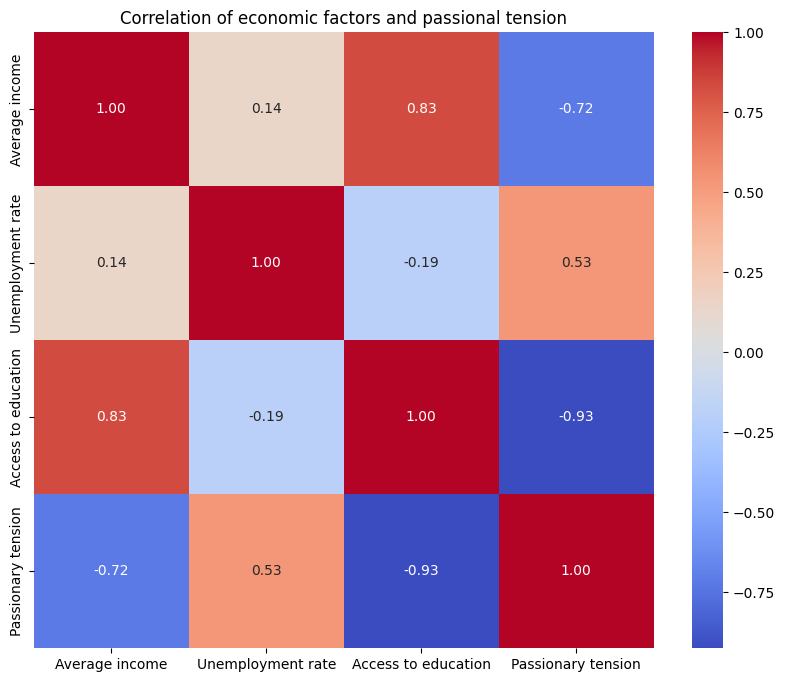 Correlation of economic factors and passional tension
Average income
1.00 0.14 0.83 -0.72
Unemployment rate
0.14 1.00 -0.19 0.53
Access to education
0.83 -0.19 1.00 -0.93
Passionary tension
-0.72 0.53 -0.93 1.00
Average income Unemployment rate Access to education Passionary tension
1.00
0.75
0.50
0.25
0.00
−0.25
−0.50
−0.75